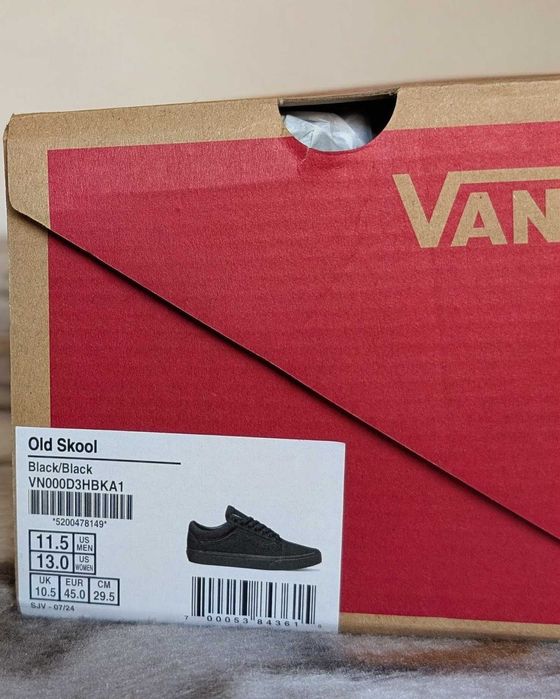 VAN
Old Skool
Black/Black
VN000D3HBKA1
*5200478149*
11.5 US MEN
13.0 US WOMEN
UK EUR CM
10.5 45.0 29.5
SJV - 07/24
7 00053 84361